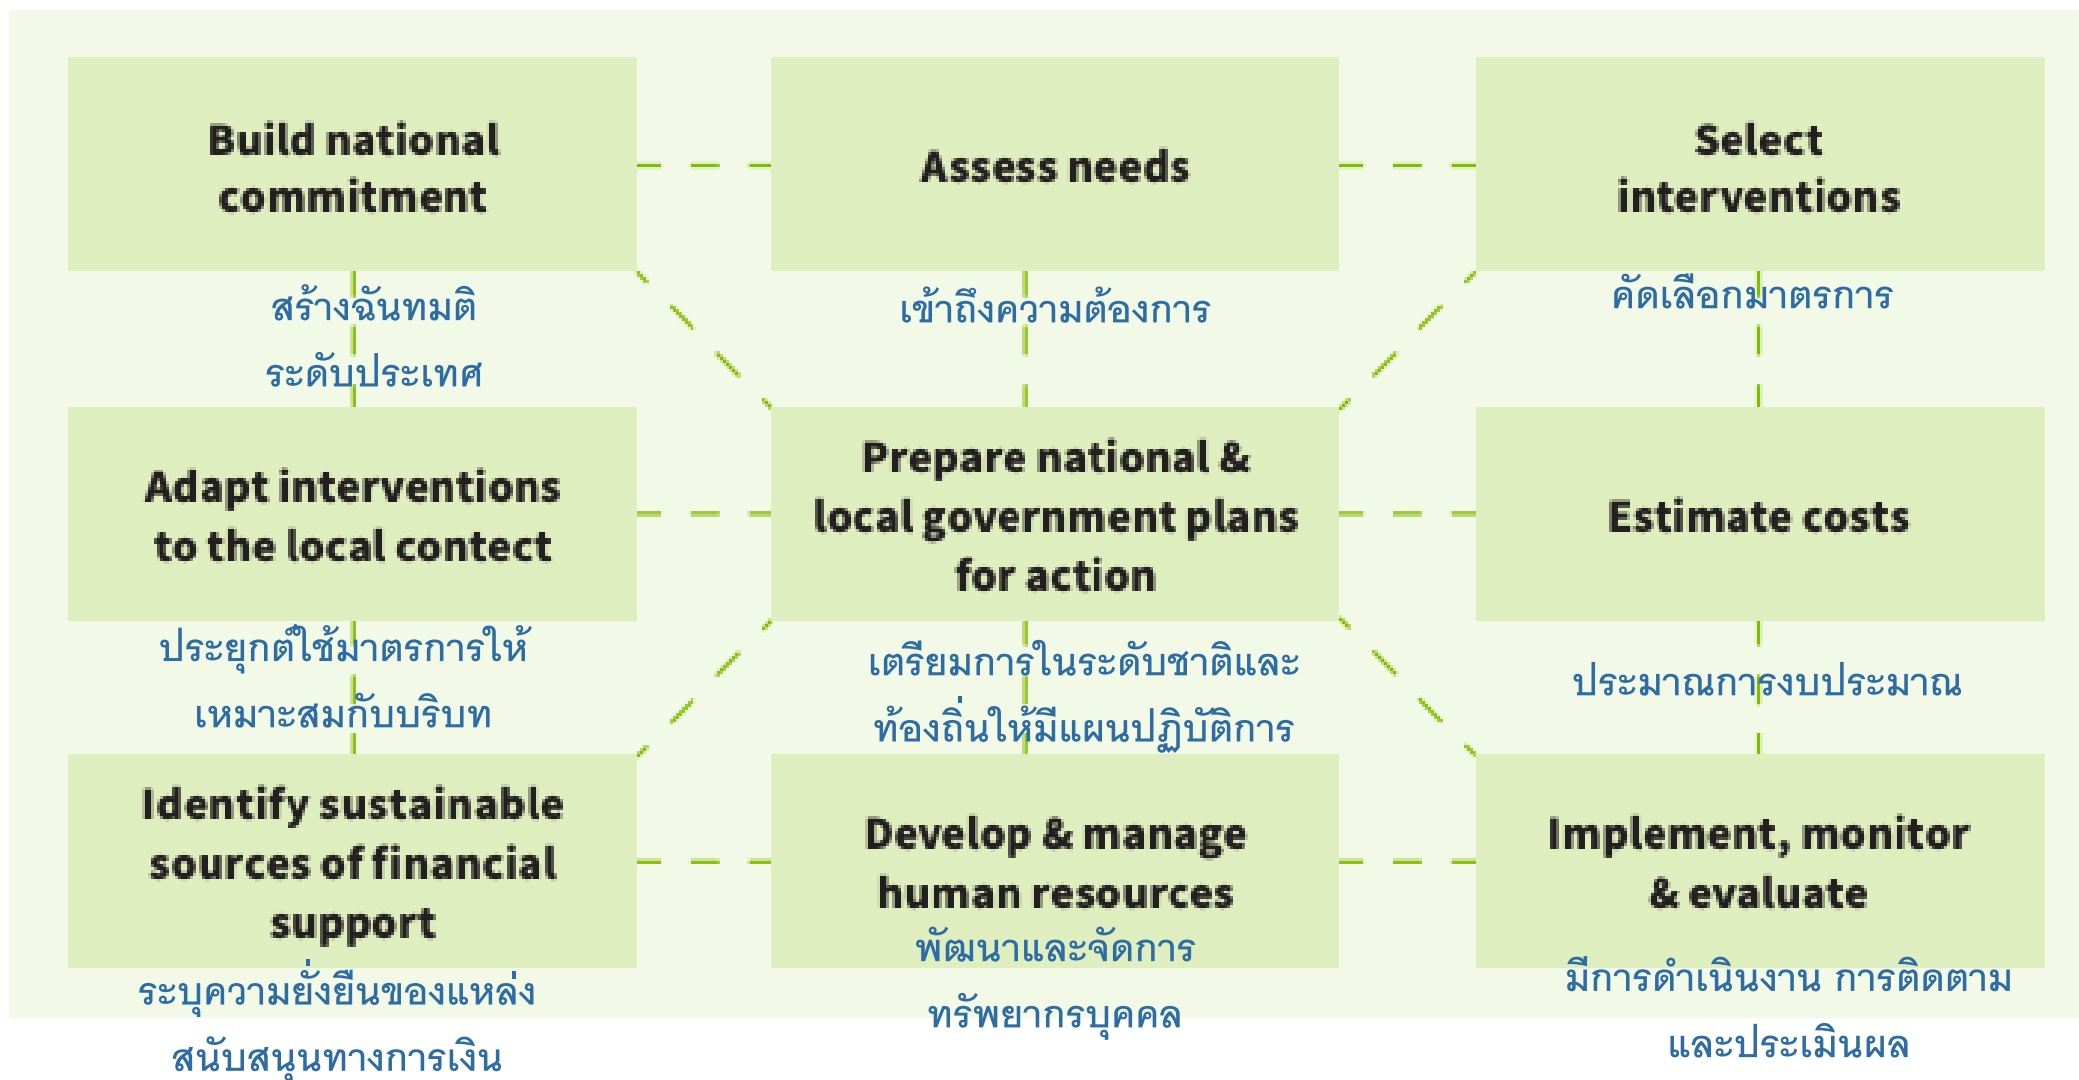 Build national
commitment
สร้างฉันทมติ
ระดับประเทศ
Assess needs
เข้าถึงความต้องการ
Select
interventions
คัดเลือกมาตรการ
Adapt interventions
to the local contect
ประยุกต์ใช้มาตรการให้
เหมาะสมกับบริบท
Prepare national &
local government plans
for action
เตรียมการในระดับชาติและ
ท้องถิ่นให้มีแผนปฏิบัติการ
Estimate costs
ประมาณการงบประมาณ
Identify sustainable
sources of financial
support
ระบุความยั่งยืนของแหล่ง
สนับสนุนทางการเงิน
Develop & manage
human resources
พัฒนาและจัดการ
ทรัพยากรบุคคล
Implement, monitor
& evaluate
มีการดำเนินงาน การติดตาม
และประเมินผล